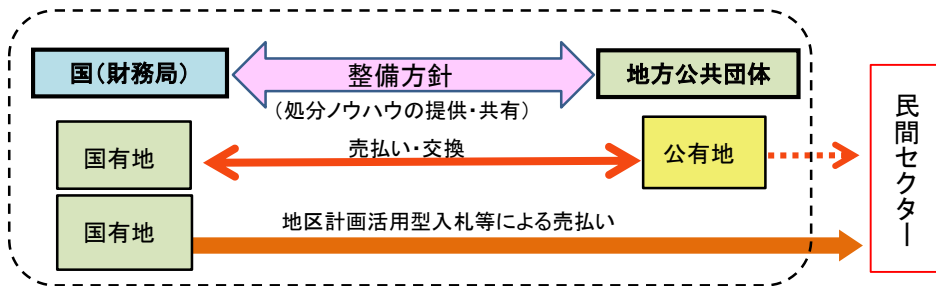 国(財務局)
整備方針
地方公共団体
(処分ノウハウの提供・共有)
国有地
売払い・交換
公有地
国有地
地区計画活用型入札等による売払い
民間セクター